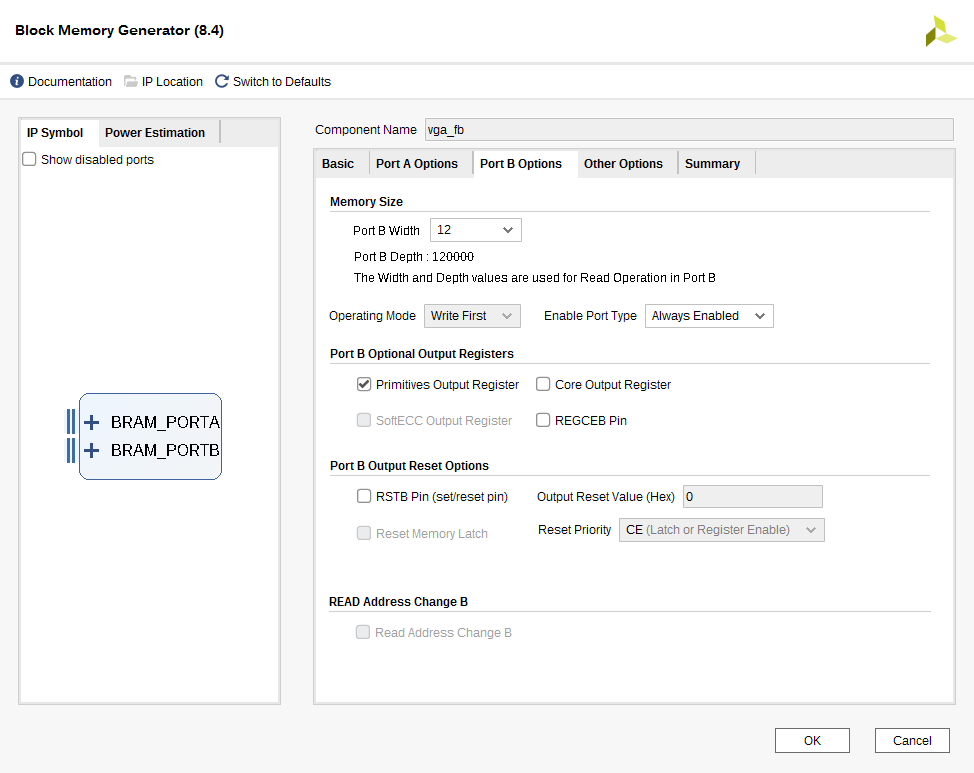 Block Memory Generator (8.4)
Documentation IP Location Switch to Defaults
IP Symbol Power Estimation
Show disabled ports
BRAM_PORTA
BRAM_PORTB
Component Name vga_fb
Basic Port A Options Port B Options Other Options Summary
Memory Size
Port B Width 12
Port B Depth : 120000
The Width and Depth values are used for Read Operation in Port B
Operating Mode Write First Enable Port Type Always Enabled
Port B Optional Output Registers
Primitives Output Register Core Output Register
SoftECC Output Register REGCEB Pin
Port B Output Reset Options
RSTB Pin (set/reset pin) Output Reset Value (Hex) 0
Reset Memory Latch Reset Priority CE (Latch or Register Enable)
READ Address Change B
Read Address Change B
OK Cancel